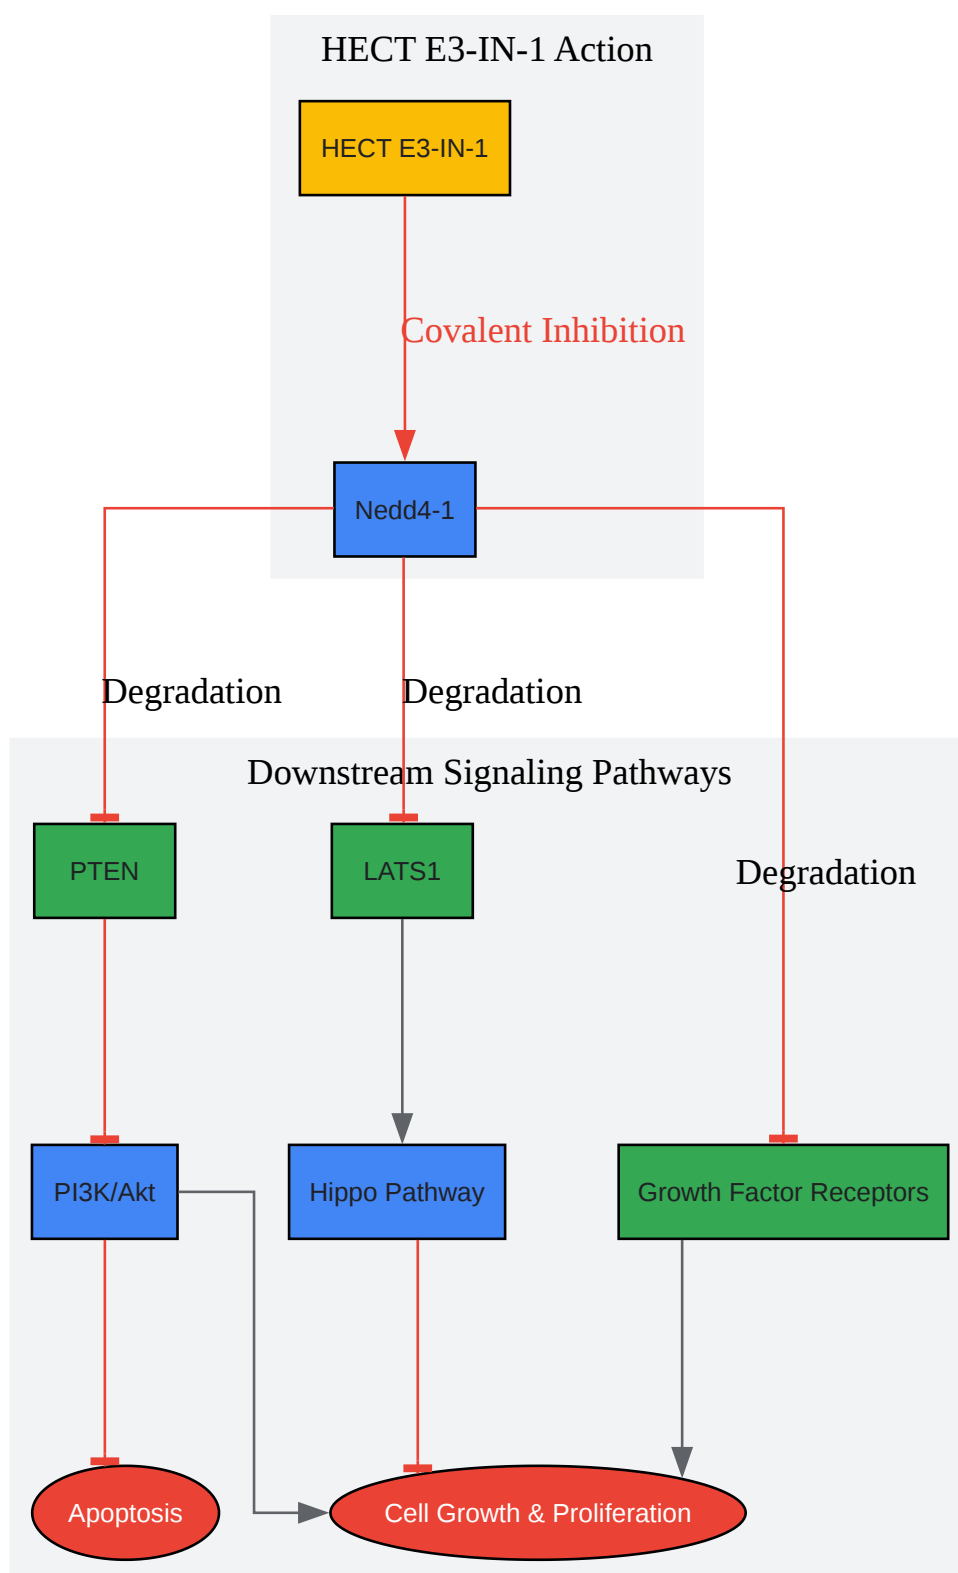 HECT E3-IN-1 Action
HECT E3-IN-1
Covalent Inhibition
Nedd4-1
Degradation
Degradation
Downstream Signaling Pathways
PTEN
LATS1
Degradation
PI3K/Akt
Hippo Pathway
Growth Factor Receptors
Apoptosis
Cell Growth & Proliferation